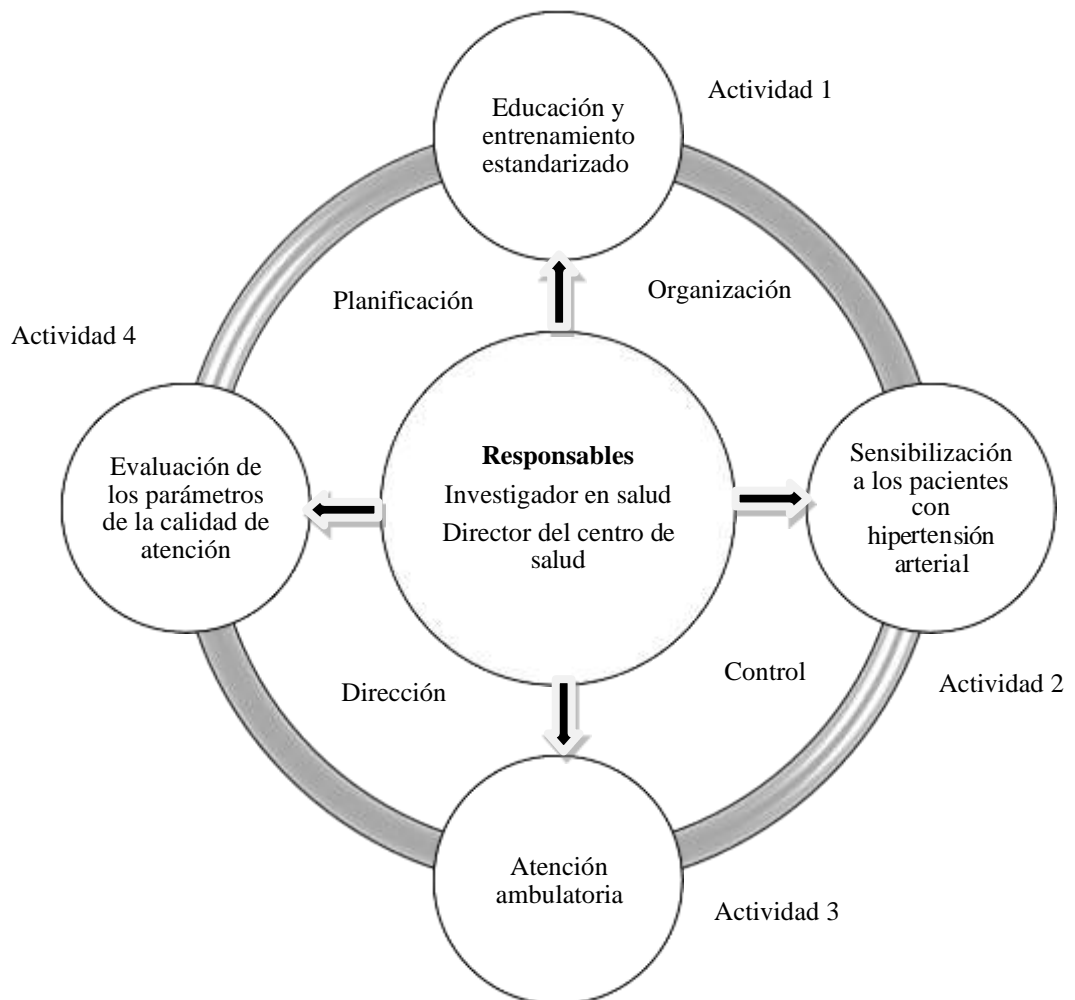 Actividad 1
Educación y
entrenamiento
estandarizado
Planificación
Organización
Actividad 4
Evaluación de
los parámetros
de la calidad de
atención
Responsables
Investigador en salud
Director del centro de
salud
Sensibilización
a los pacientes
con
hipertensión
arterial
Dirección
Control
Actividad 2
Atención
ambulatoria
Actividad 3